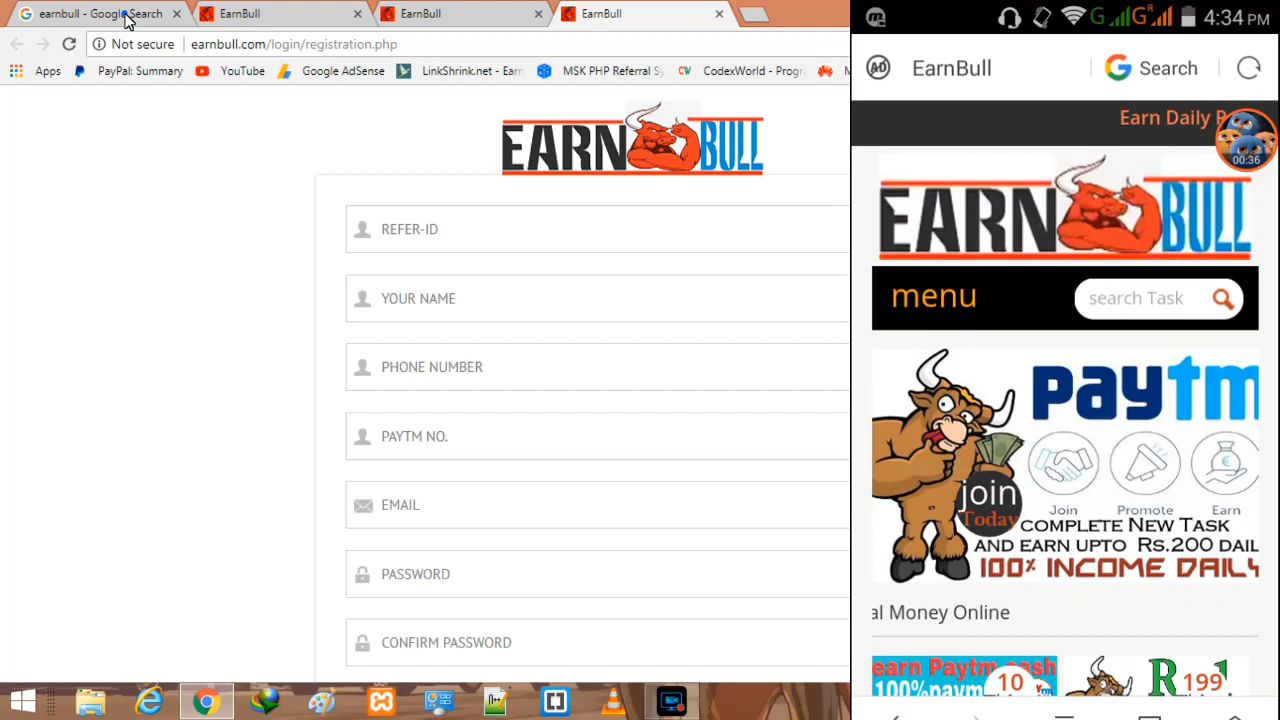 earnbull - Google Search
EarnBull
EarnBull
EarnBull
Not secure
earnbull.com/login/registration.php
Apps
PayPal: Summary
YouTube
Google AdSense
LinkShrink.net - Earn
MSK PHP Referral Sy
CodexWorld - Progr
EARN BULL
REFER-ID
YOUR NAME
PHONE NUMBER
PAYTM NO.
EMAIL
PASSWORD
CONFIRM PASSWORD
G
G
R
4:34 PM
AD
EarnBull
Search
Earn Daily
00:36
EARN BULL
menu
search Task
paytm
join
Today
Join
Promote
Earn
COMPLETE NEW TASK
AND EARN UPTO Rs.200 DAIL
100% INCOME DAILY
al Money Online
earn Paytm cash
100%paym
10
199